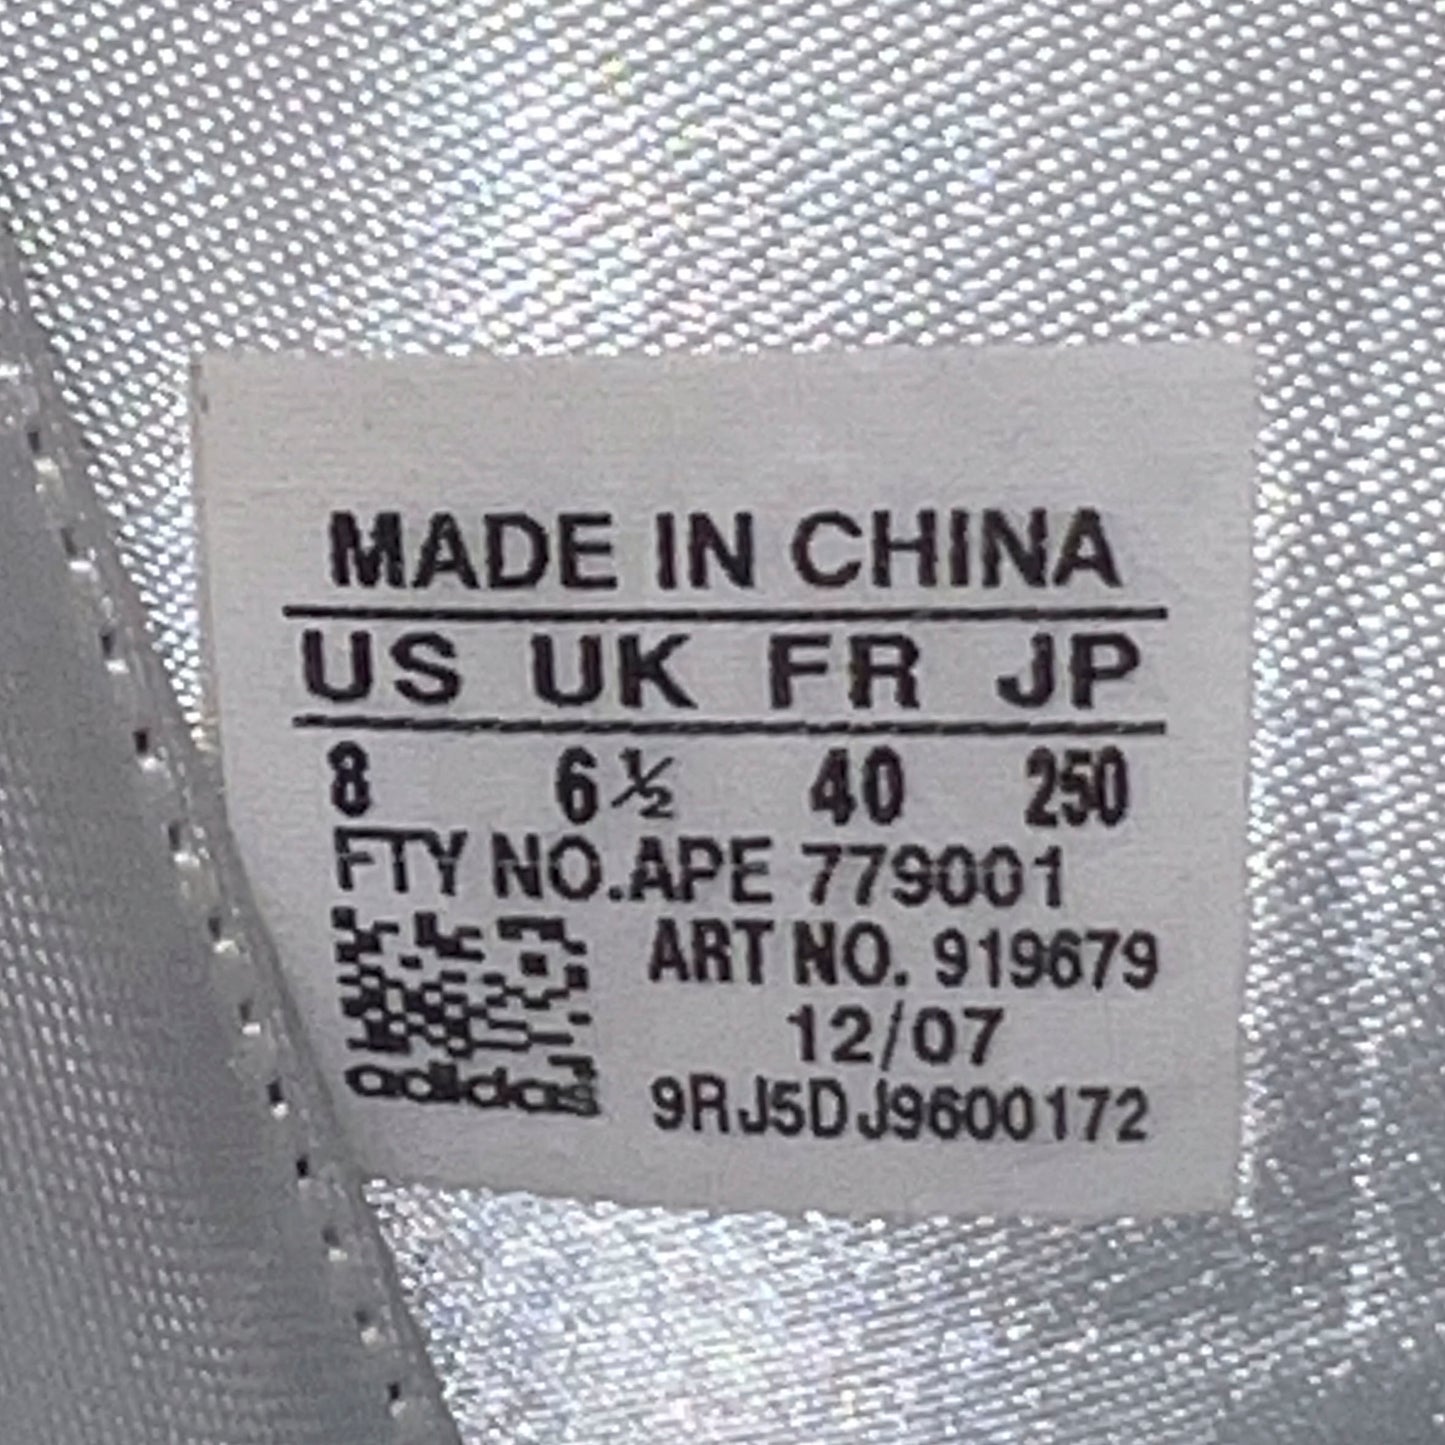 MADE IN CHINA
US UK FR JP
8 6½ 40 250
FTY NO.APE 779001
ART NO. 919679
12/07
adidas
9RJ5DJ9600172